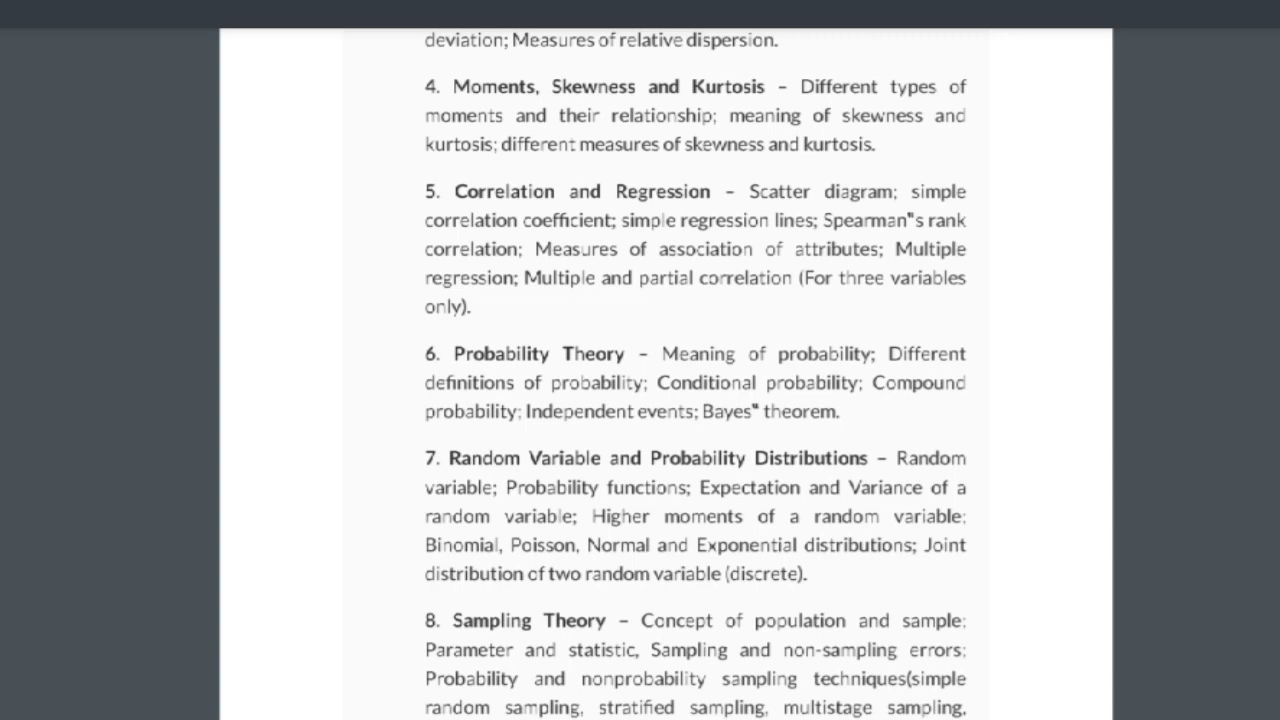 deviation; Measures of relative dispersion.
4. Moments, Skewness and Kurtosis – Different types of
moments and their relationship; meaning of skewness and
kurtosis; different measures of skewness and kurtosis.
5. Correlation and Regression – Scatter diagram; simple
correlation coefficient; simple regression lines; Spearman"s rank
correlation; Measures of association of attributes; Multiple
regression; Multiple and partial correlation (For three variables
only).
6. Probability Theory – Meaning of probability; Different
definitions of probability; Conditional probability; Compound
probability; Independent events; Bayes" theorem.
7. Random Variable and Probability Distributions – Random
variable; Probability functions; Expectation and Variance of a
random variable; Higher moments of a random variable;
Binomial, Poisson, Normal and Exponential distributions; Joint
distribution of two random variable (discrete).
8. Sampling Theory – Concept of population and sample;
Parameter and statistic, Sampling and non-sampling errors;
Probability and nonprobability sampling techniques(simple
random sampling, stratified sampling, multistage sampling,